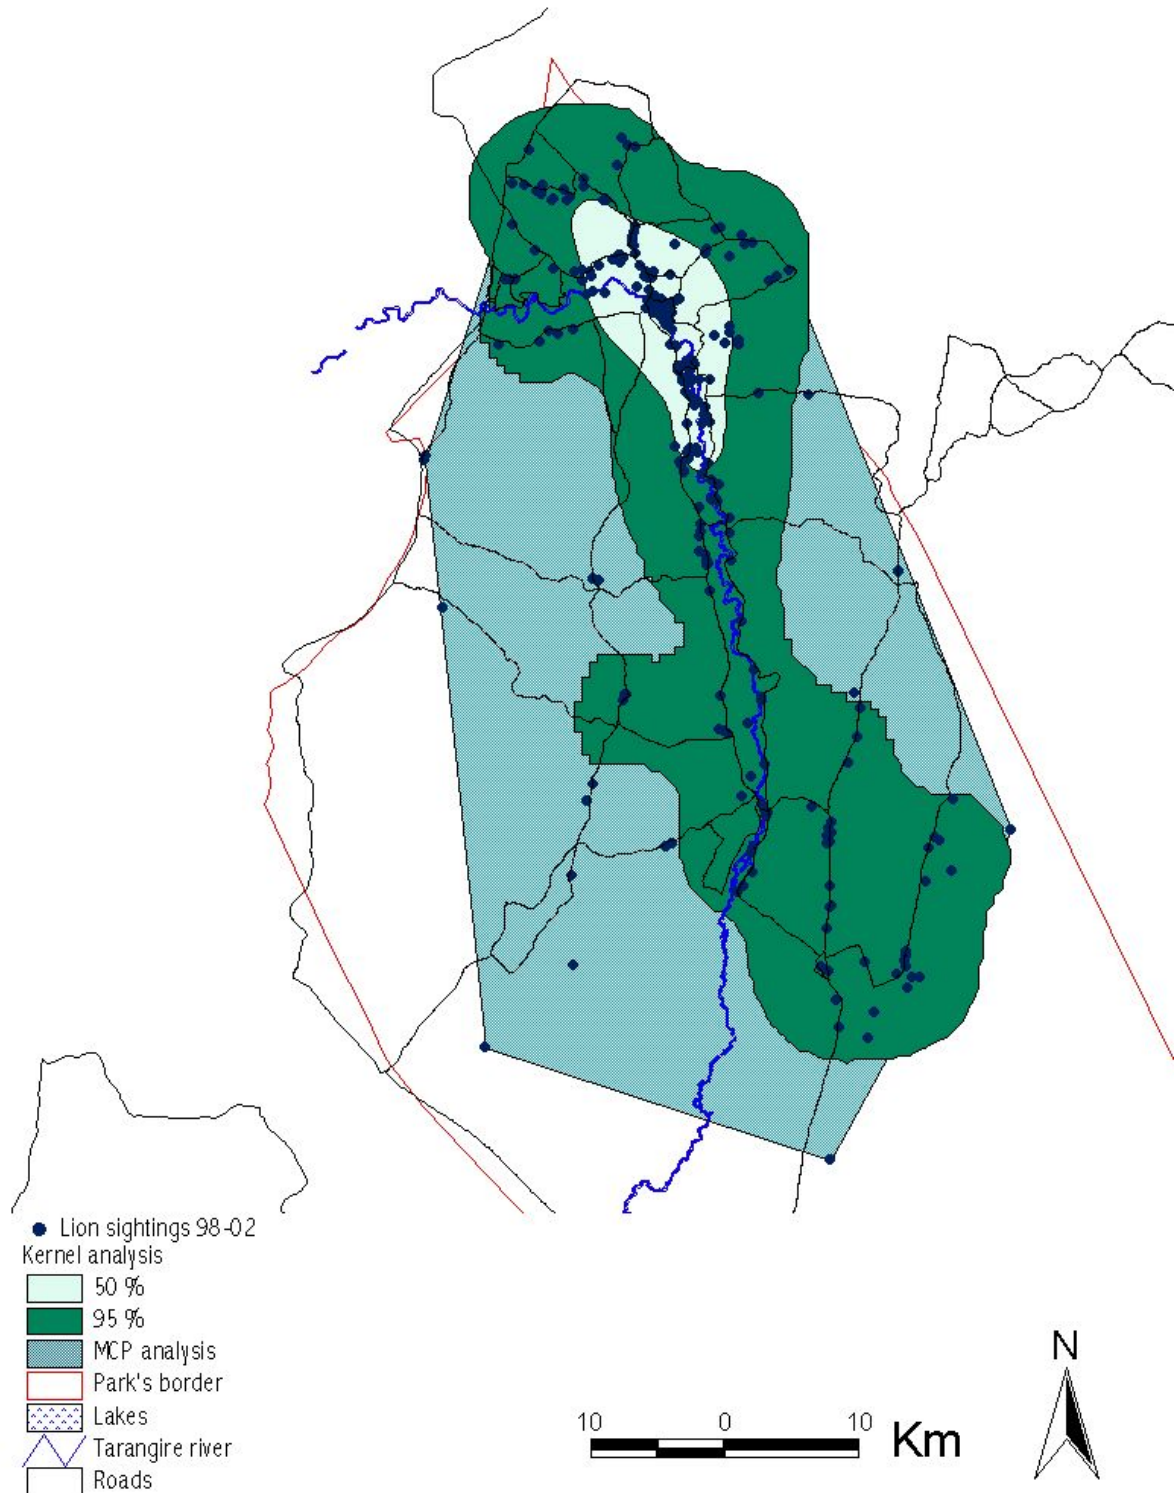 Lion sightings 98-02
Kernel analysis
50 %
95 %
MCP analysis
Park's border
Lakes
Tarangire river
Roads
10 0 10 Km
N